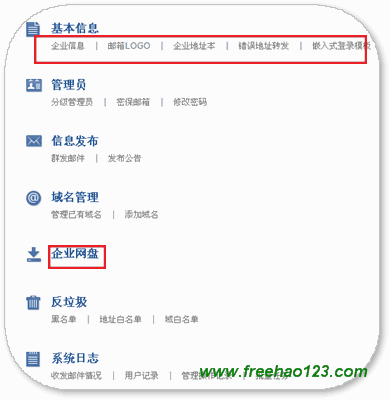 基本信息
企业信息 | 邮箱LOGO | 企业地址本 | 错误地址转发 | 嵌入式登录模板
管理员
分级管理员 | 密保邮箱 | 修改密码
信息发布
群发邮件 | 发布公告
域名管理
管理已有域名 | 添加域名
企业网盘
反垃圾
黑名单 | 地址白名单 | 域白名单
系统日志
www.freehao123.com
收发邮件情况 | 用户记录 |